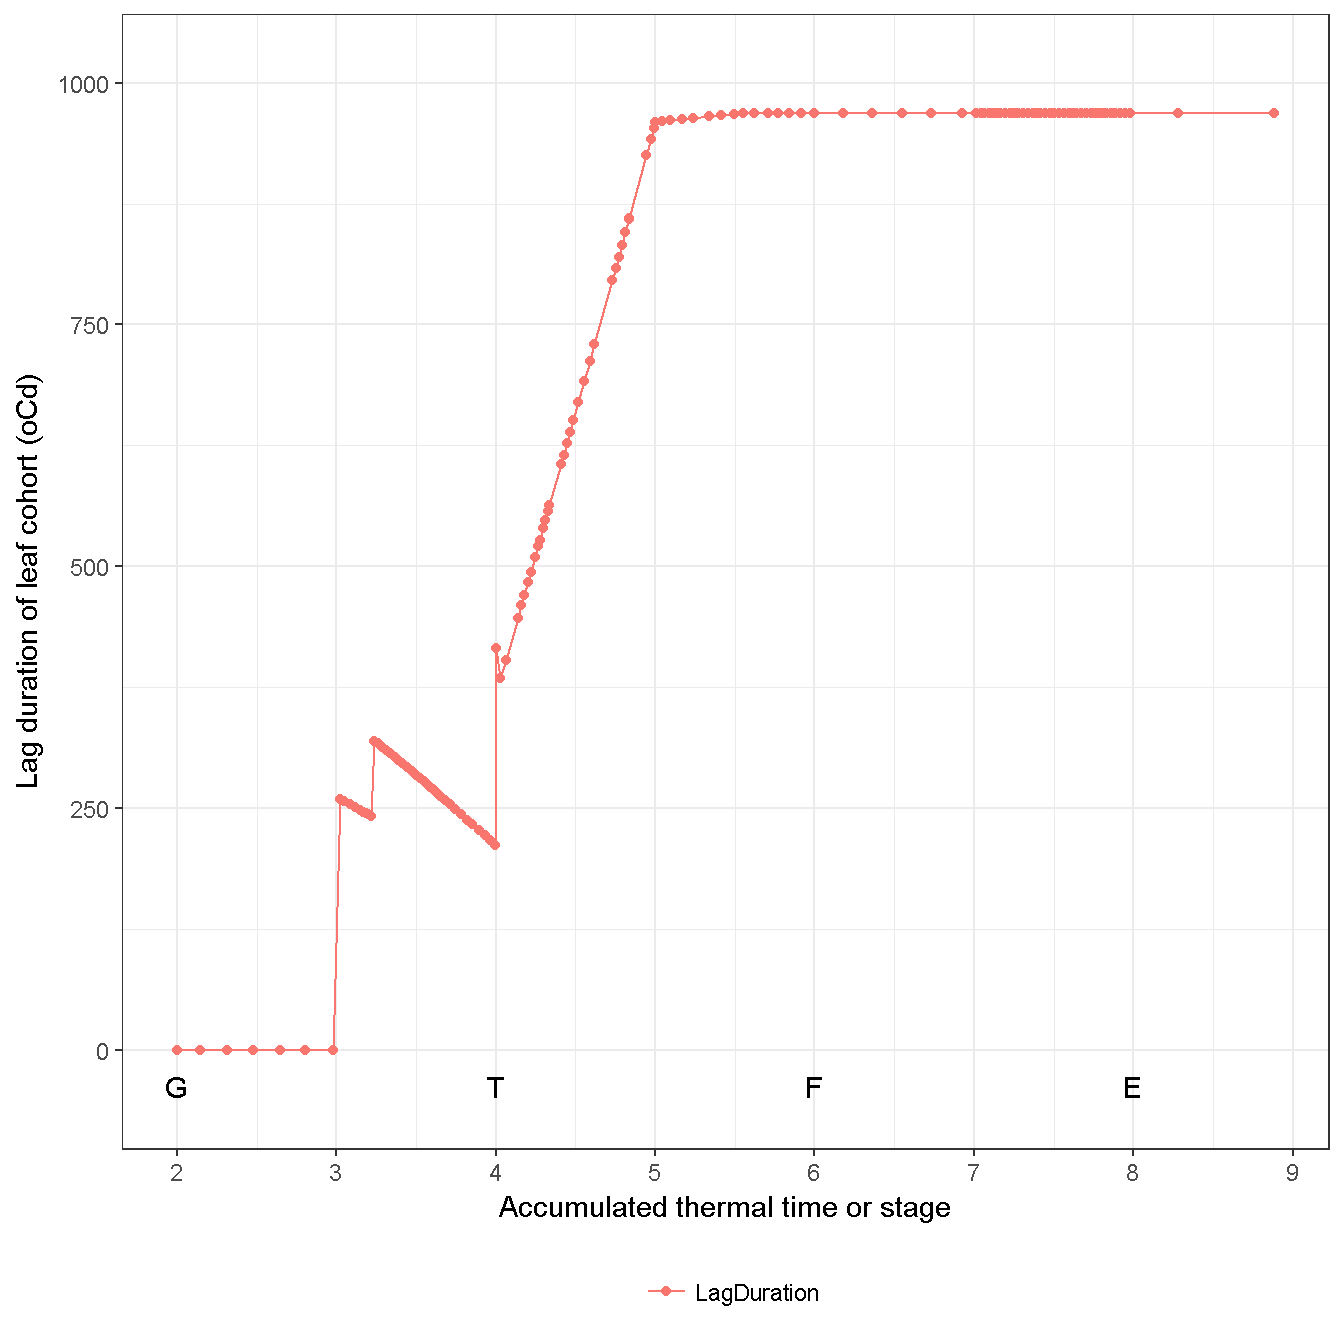 1000
750
500
250
0
Lag duration of leaf cohort (oCd)
G T F E
2 3 4 5 6 7 8 9
Accumulated thermal time or stage
LagDuration